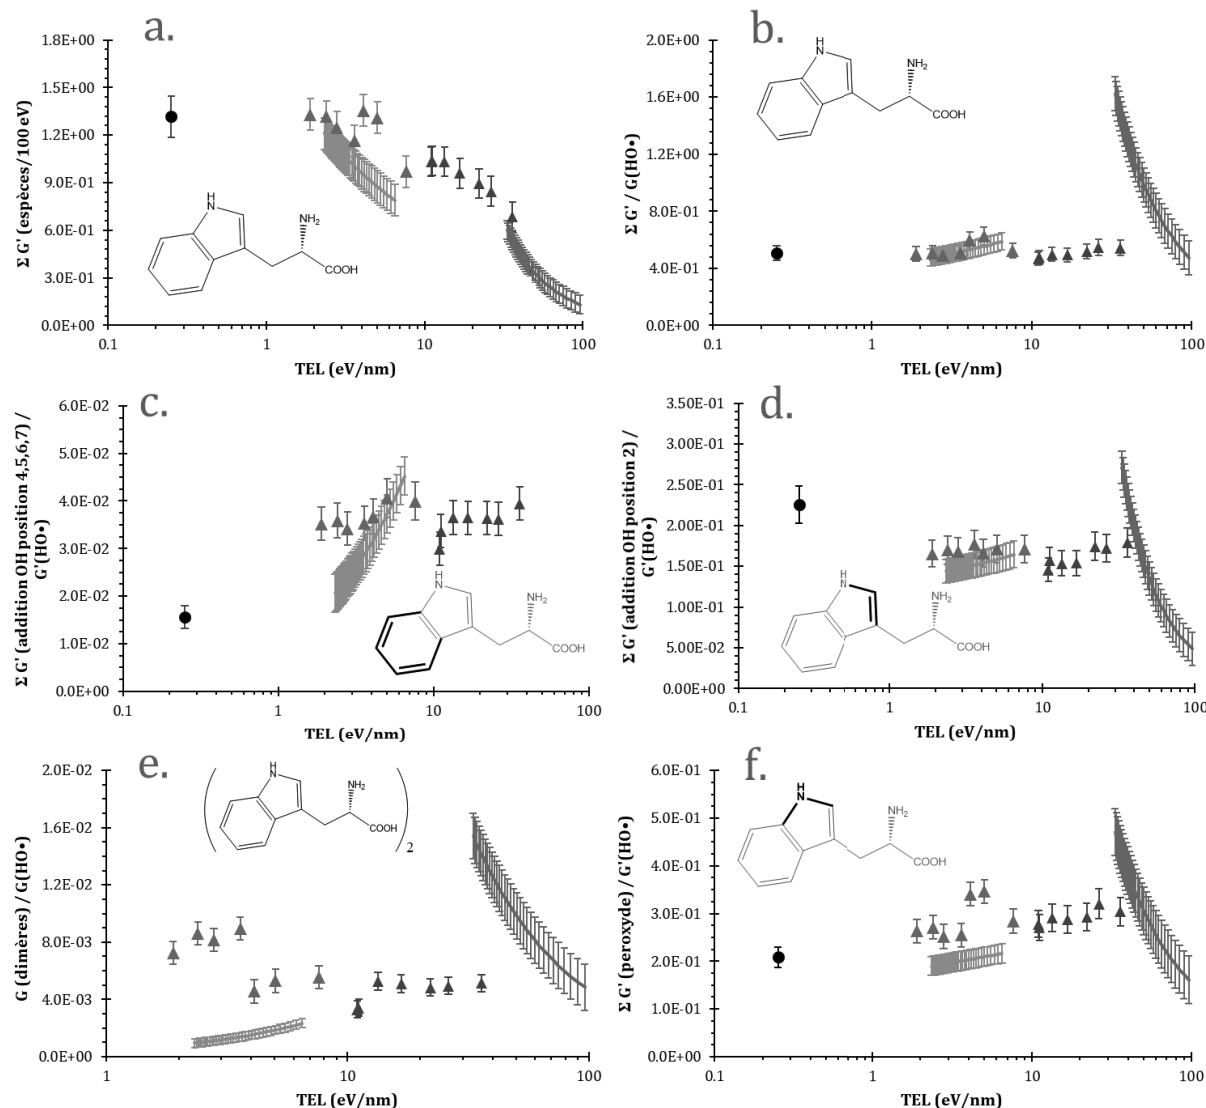 a.
1.8E+00
1.5E+00
1.2E+00
9.0E-01
6.0E-01
3.0E-01
0.0E+00
0.1
1
10
100
TEL (eV/nm)
Σ G' (espèces/100 eV)
H
N
NH₂
COOH
b.
2.0E+00
1.6E+00
1.2E+00
8.0E-01
4.0E-01
0.0E+00
0.1
1
10
100
TEL (eV/nm)
Σ G' / G(HO•)
H
N
NH₂
COOH
c.
6.0E-02
5.0E-02
4.0E-02
3.0E-02
2.0E-02
1.0E-02
0.0E+00
0.1
1
10
100
TEL (eV/nm)
Σ G' (addition OH position 4,5,6,7) /
G'(HO•)
H
N
NH₂
COOH
d.
3.50E-01
3.00E-01
2.50E-01
2.00E-01
1.50E-01
1.00E-01
5.00E-02
0.00E+00
0.1
1
10
100
TEL (eV/nm)
Σ G' (addition OH position 2) /
G'(HO•)
H
N
NH₂
COOH
e.
2.0E-02
1.6E-02
1.2E-02
8.0E-03
4.0E-03
0.0E+00
1
10
100
TEL (eV/nm)
G (dimères) / G(HO•)
H
N
NH₂
COOH
2
f.
6.0E-01
5.0E-01
4.0E-01
3.0E-01
2.0E-01
1.0E-01
0.0E+00
0.1
1
10
100
TEL (eV/nm)
Σ G' (peroxyde) / G'(HO•)
H
N
NH₂
COOH